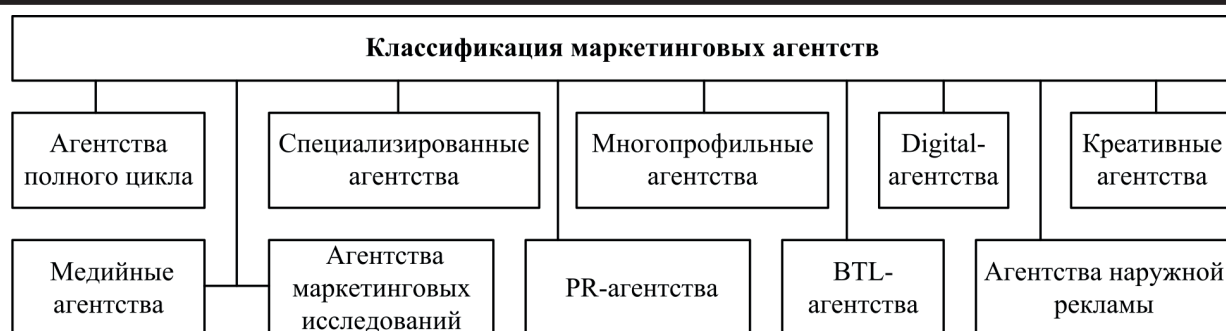 Классификация маркетинговых агентств
Агентства
полного цикла
Специализированные
агентства
Многопрофильные
агентства
Digital-
агентства
Креативные
агентства
Медийные
агентства
Агентства
маркетинговых
исследований
PR-агентства
BTL-
агентства
Агентства наружной
рекламы